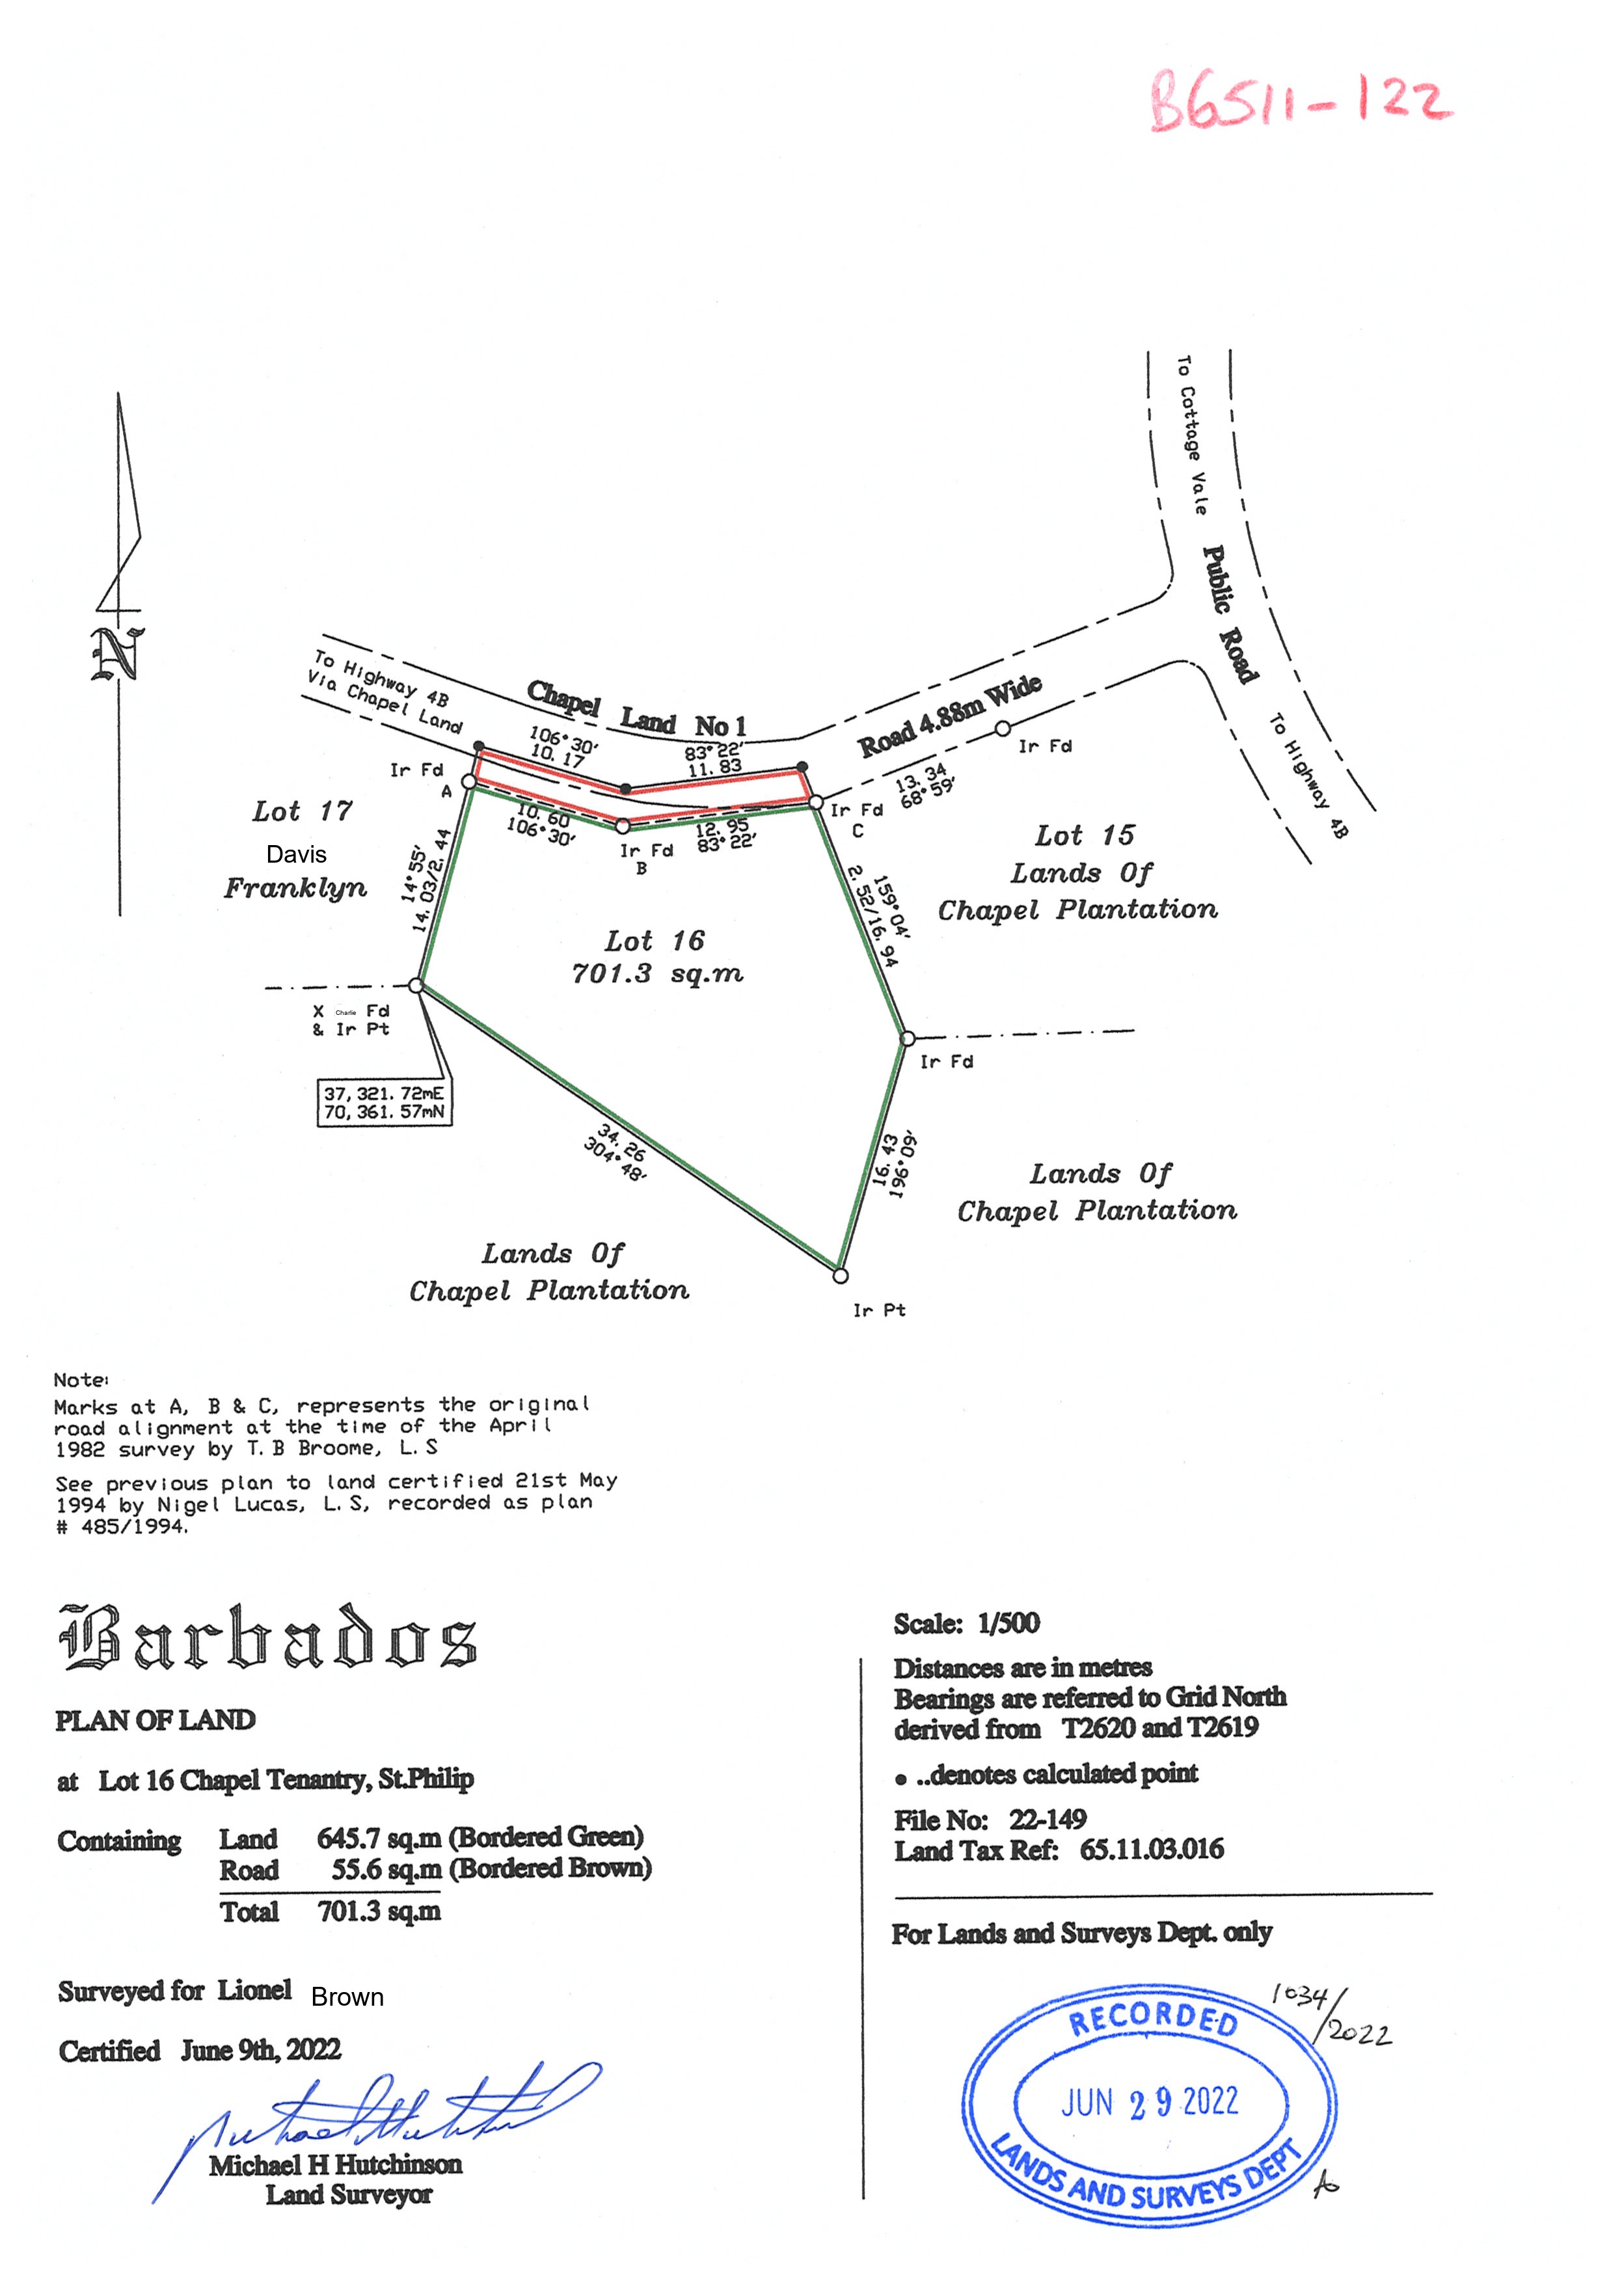 B6511-122
To Cottage Vale
Public Road
To Highway 4B
To Highway 4B
Via Chapel Land
Chapel Land No 1
Road 4.88m Wide
106°30'
10.17
83°22'
11.83
Ir Fd
A
10.60
106°30'
Ir Fd
B
12.95
83°22'
Ir Fd
C
13.34
68°59'
Ir Fd
Lot 17
Davis
Franklyn
14°55'
14.03/2.44
Lot 16
701.3 sq.m
159°04'
2.52/16.94
Lot 15
Lands Of
Chapel Plantation
X Charlie Fd
& Ir Pt
37,321.72mE
70,361.57mN
Ir Fd
34.26
304°48'
16.43
196°09'
Lands Of
Chapel Plantation
Lands Of
Chapel Plantation
Ir Pt
N
Note:
Marks at A, B & C, represents the original
road alignment at the time of the April
1982 survey by T.B Broome, L.S
See previous plan to land certified 21st May
1994 by Nigel Lucas, L.S, recorded as plan
# 485/1994.
Barbados
PLAN OF LAND
at Lot 16 Chapel Tenantry, St.Philip
Containing Land 645.7 sq.m (Bordered Green)
Road 55.6 sq.m (Bordered Brown)
Total 701.3 sq.m
Surveyed for Lionel Brown
Certified June 9th, 2022
Michael H Hutchinson
Land Surveyor
Scale: 1/500
Distances are in metres
Bearings are referred to Grid North
derived from T2620 and T2619
• ..denotes calculated point
File No: 22-149
Land Tax Ref: 65.11.03.016
For Lands and Surveys Dept. only
1034/2022
RECORDED
JUN 29 2022
LANDS AND SURVEYS DEPT